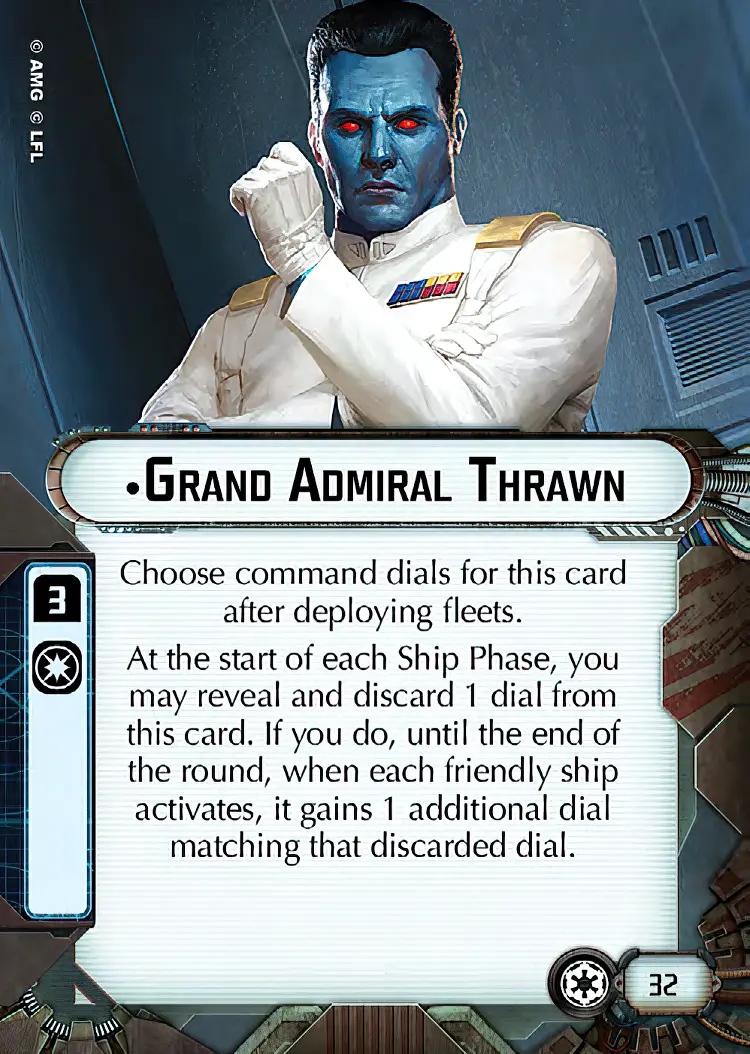 © AMG © LFL
•Grand Admiral Thrawn
3
Choose command dials for this card
after deploying fleets.
At the start of each Ship Phase, you
may reveal and discard 1 dial from
this card. If you do, until the end of
the round, when each friendly ship
activates, it gains 1 additional dial
matching that discarded dial.
32